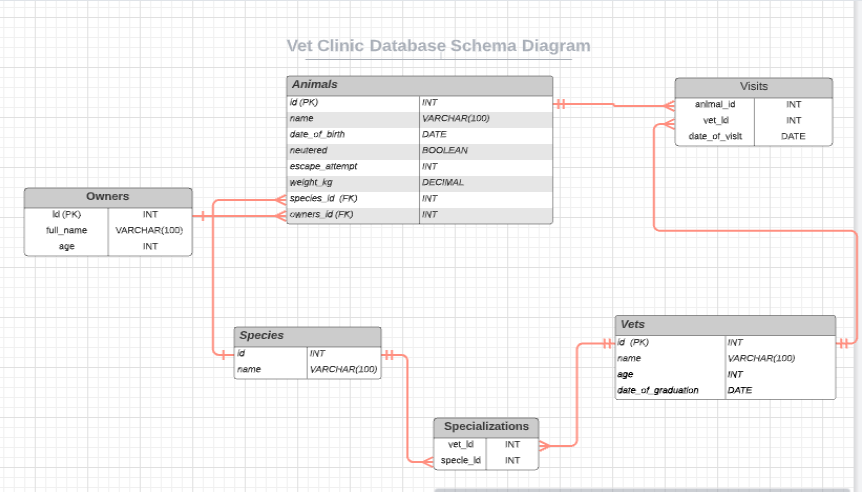 Vet Clinic Database Schema Diagram
Animals
id (PK) INT
name VARCHAR(100)
date_of_birth DATE
neutered BOOLEAN
escape_attempt INT
weight_kg DECIMAL
species_id (FK) INT
owners_id (FK) INT
Visits
animal_id INT
vet_id INT
date_of_visit DATE
Owners
id (PK) INT
full_name VARCHAR(100)
age INT
Species
id INT
name VARCHAR(100)
Vets
id (PK) INT
name VARCHAR(100)
age INT
date_of_graduation DATE
Specializations
vet_id INT
specie_id INT